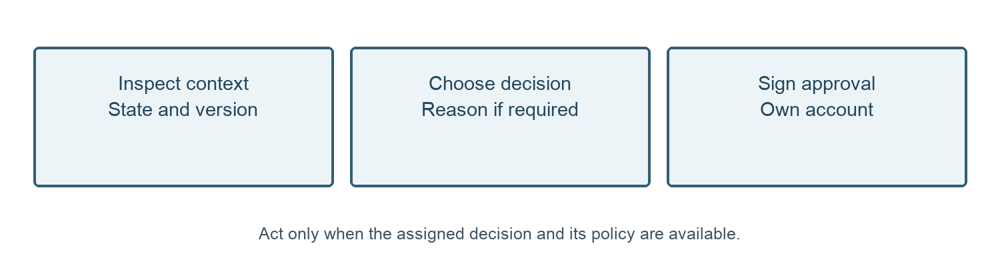 Inspect context
State and version
Choose decision
Reason if required
Sign approval
Own account
Act only when the assigned decision and its policy are available.